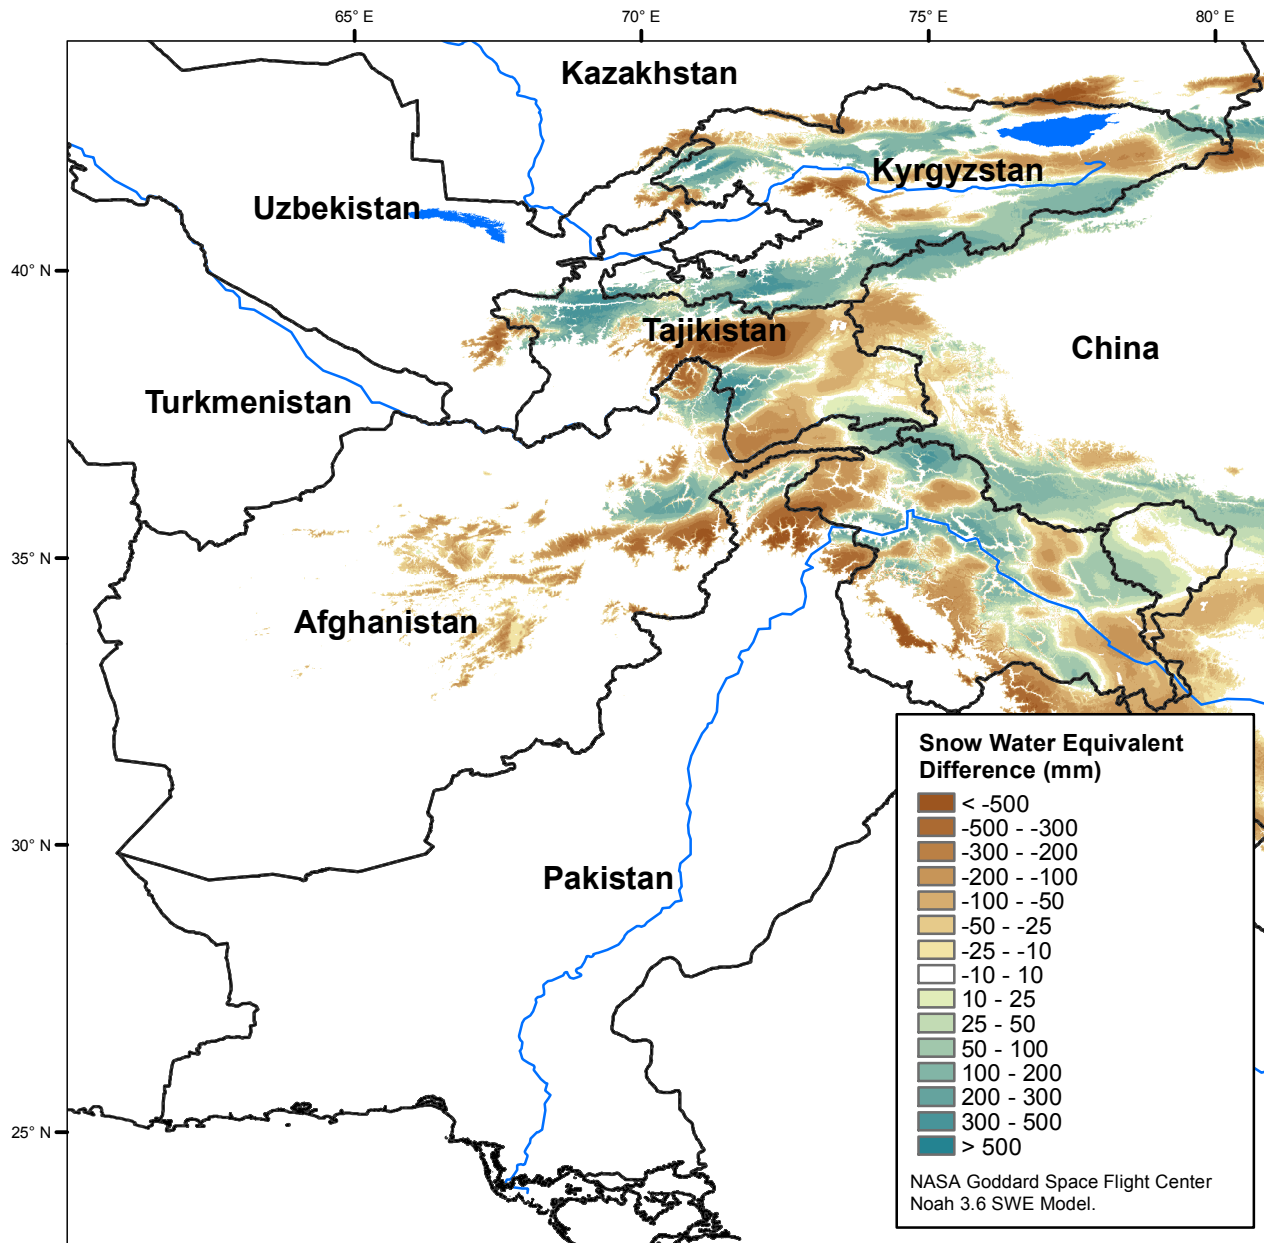 65° E
70° E
75° E
80° E
Kazakhstan
Kyrgyzstan
Uzbekistan
40° N
Tajikistan
China
Turkmenistan
35° N
Afghanistan
Snow Water Equivalent
Difference (mm)
< -500
-500 - -300
-300 - -200
-200 - -100
-100 - -50
-50 - -25
-25 - -10
-10 - 10
10 - 25
25 - 50
50 - 100
100 - 200
200 - 300
300 - 500
> 500
NASA Goddard Space Flight Center
Noah 3.6 SWE Model.
30° N
Pakistan
25° N